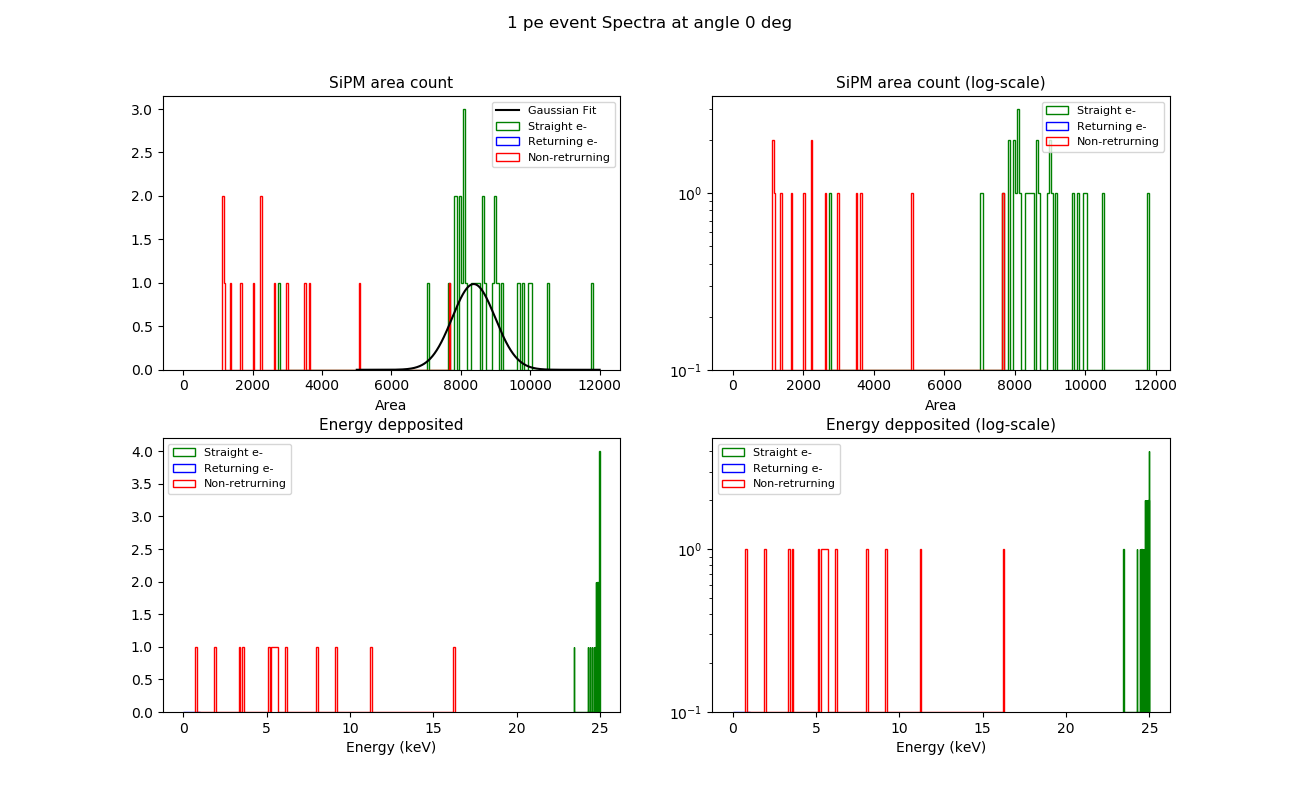 1 pe event Spectra at angle 0 deg
SiPM area count
3.0
2.5
2.0
1.5
1.0
0.5
0.0
0 2000 4000 6000 8000 10000 12000
Area
Gaussian Fit
Straight e-
Returning e-
Non-retrurning
SiPM area count (log-scale)
10⁰
10⁻¹
0 2000 4000 6000 8000 10000 12000
Area
Straight e-
Returning e-
Non-retrurning
Energy depposited
4.0
3.5
3.0
2.5
2.0
1.5
1.0
0.5
0.0
0 5 10 15 20 25
Energy (keV)
Straight e-
Returning e-
Non-retrurning
Energy depposited (log-scale)
10⁰
10⁻¹
0 5 10 15 20 25
Energy (keV)
Straight e-
Returning e-
Non-retrurning